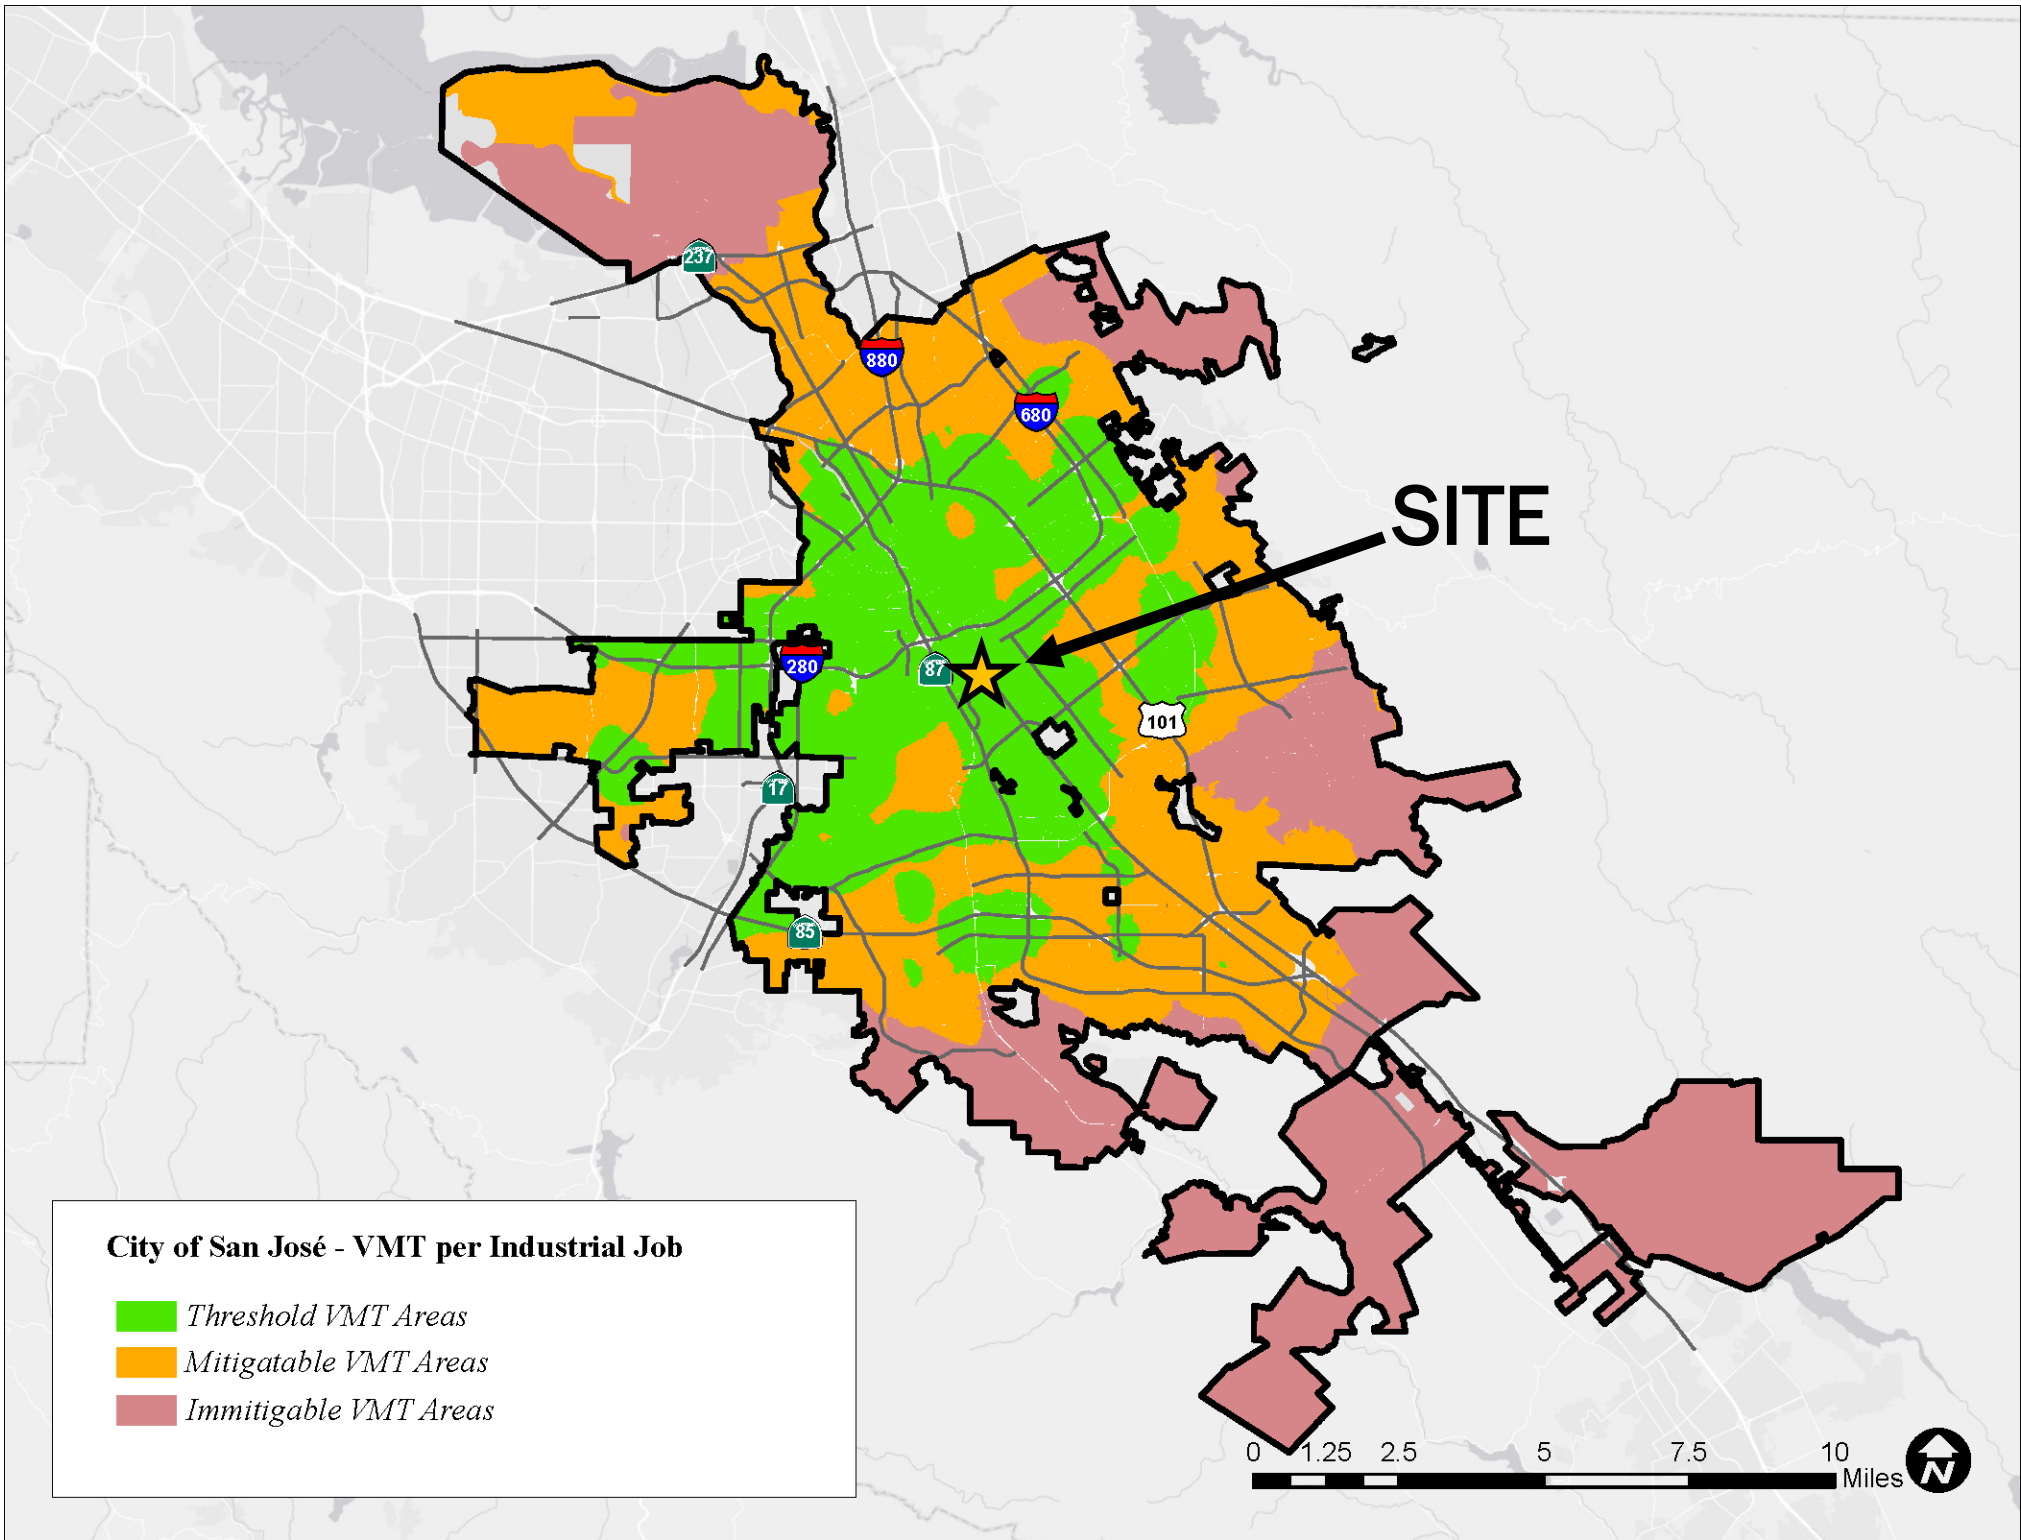 237
880
680
SITE
87
280
101
17
85
City of San José - VMT per Industrial Job
Threshold VMT Areas
Mitigatable VMT Areas
Immitigable VMT Areas
0 1.25 2.5 5 7.5 10
Miles
N